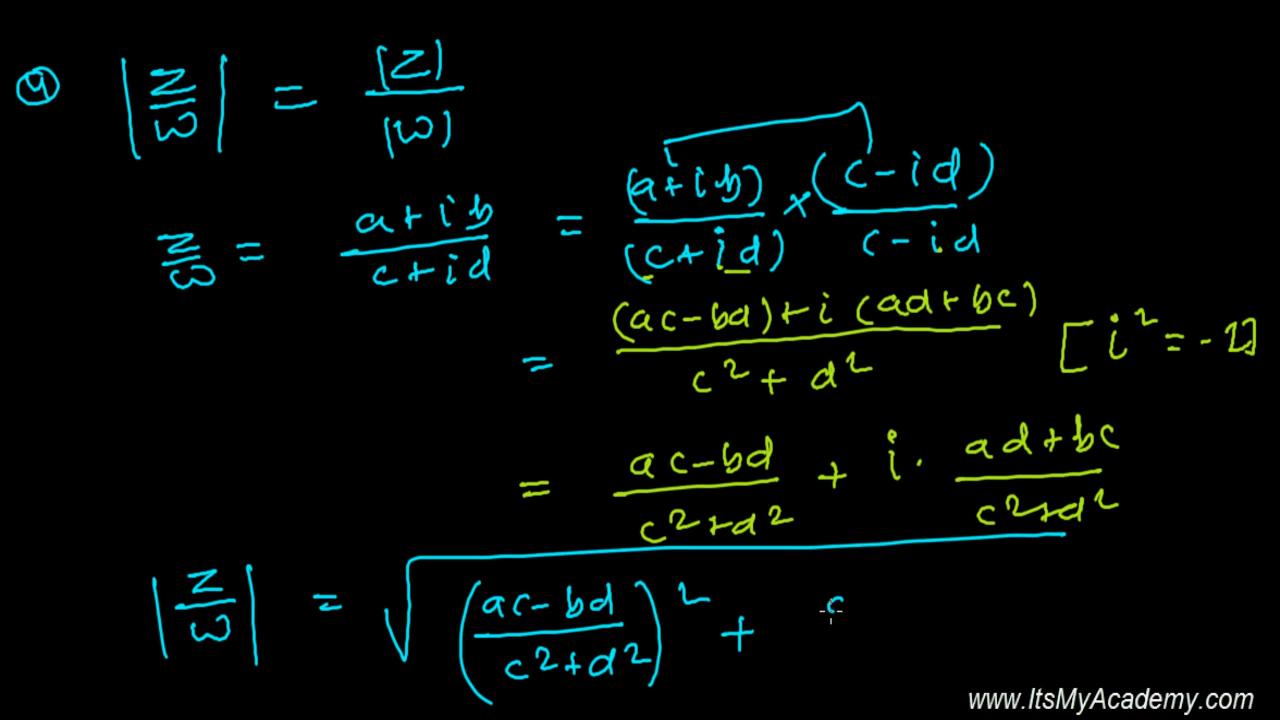 ④ |z/w| = |z|/|w|
z/w = (a+ib)/(c+id) = (a+ib)/(c+id) × (c-id)/(c-id)
= ((ac-bd)+i(ad+bc))/(c²+d²) [i²=-1]
= (ac-bd)/(c²+d²) + i. (ad+bc)/(c²+d²)
|z/w| = √((ac-bd)/(c²+d²))² +
www.ItsMyAcademy.com